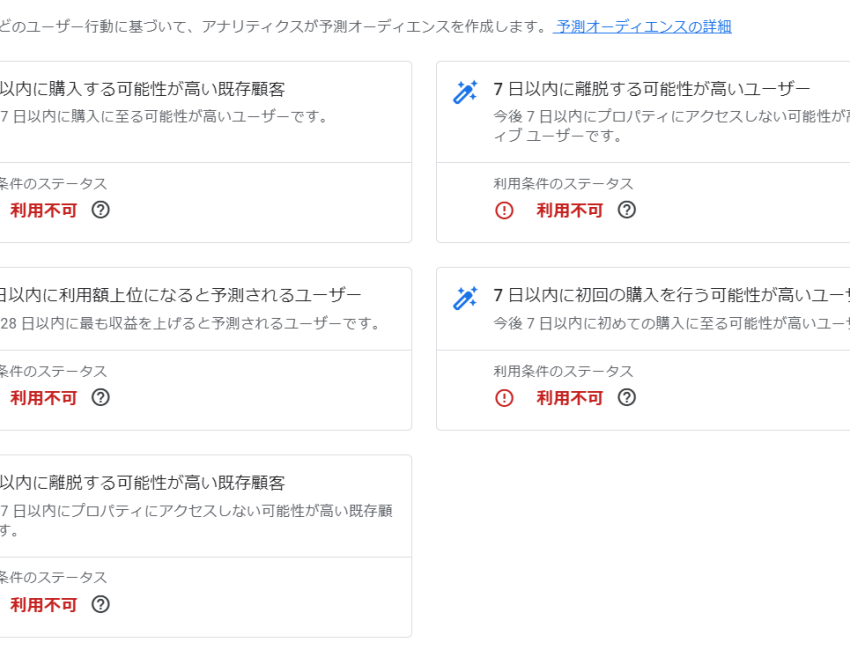 どのユーザー行動に基づいて、アナリティクスが予測オーディエンスを作成します。 予測オーディエンスの詳細
以内に購入する可能性が高い既存顧客
7 日以内に購入に至る可能性が高いユーザーです。
条件のステータス
利用不可
7 日以内に離脱する可能性が高いユーザー
今後 7 日以内にプロパティにアクセスしない可能性が
ィブ ユーザーです。
利用条件のステータス
利用不可
日以内に利用額上位になると予測されるユーザー
28 日以内に最も収益を上げると予測されるユーザーです。
条件のステータス
利用不可
7 日以内に初回の購入を行う可能性が高いユー
今後 7 日以内に初めての購入に至る可能性が高いユー
利用条件のステータス
利用不可
以内に離脱する可能性が高い既存顧客
7 日以内にプロパティにアクセスしない可能性が高い既存顧
す。
条件のステータス
利用不可